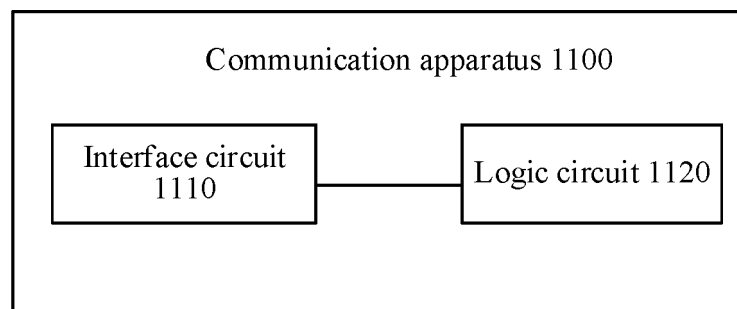 Communication apparatus 1100
Interface circuit
1110
Logic circuit 1120